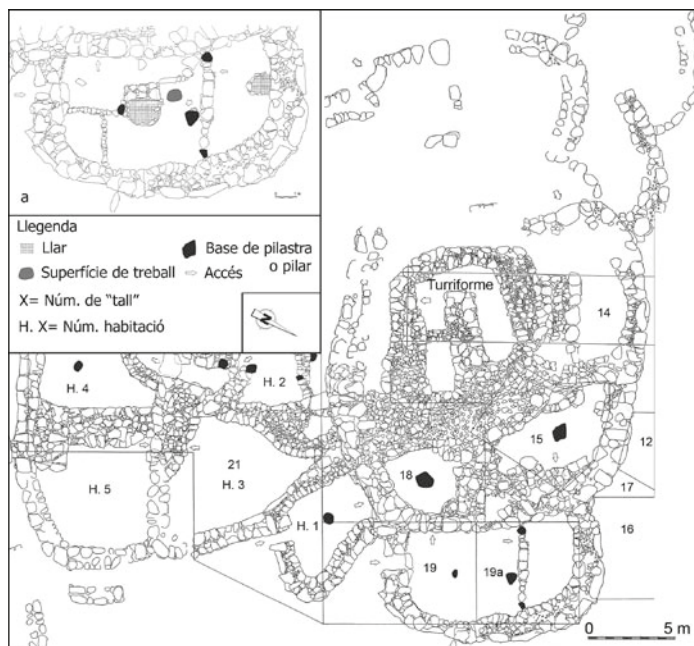 a
Llegenda
Llar
Base de pilastra
o pilar
Superfície de treball
Accés
X= Núm. de "tall"
H. X= Núm. habitació
N
Turriforme
14
H. 4
H. 2
15
12
21
H. 3
18
17
H. 5
H. 1
16
19
19a
0 5 m